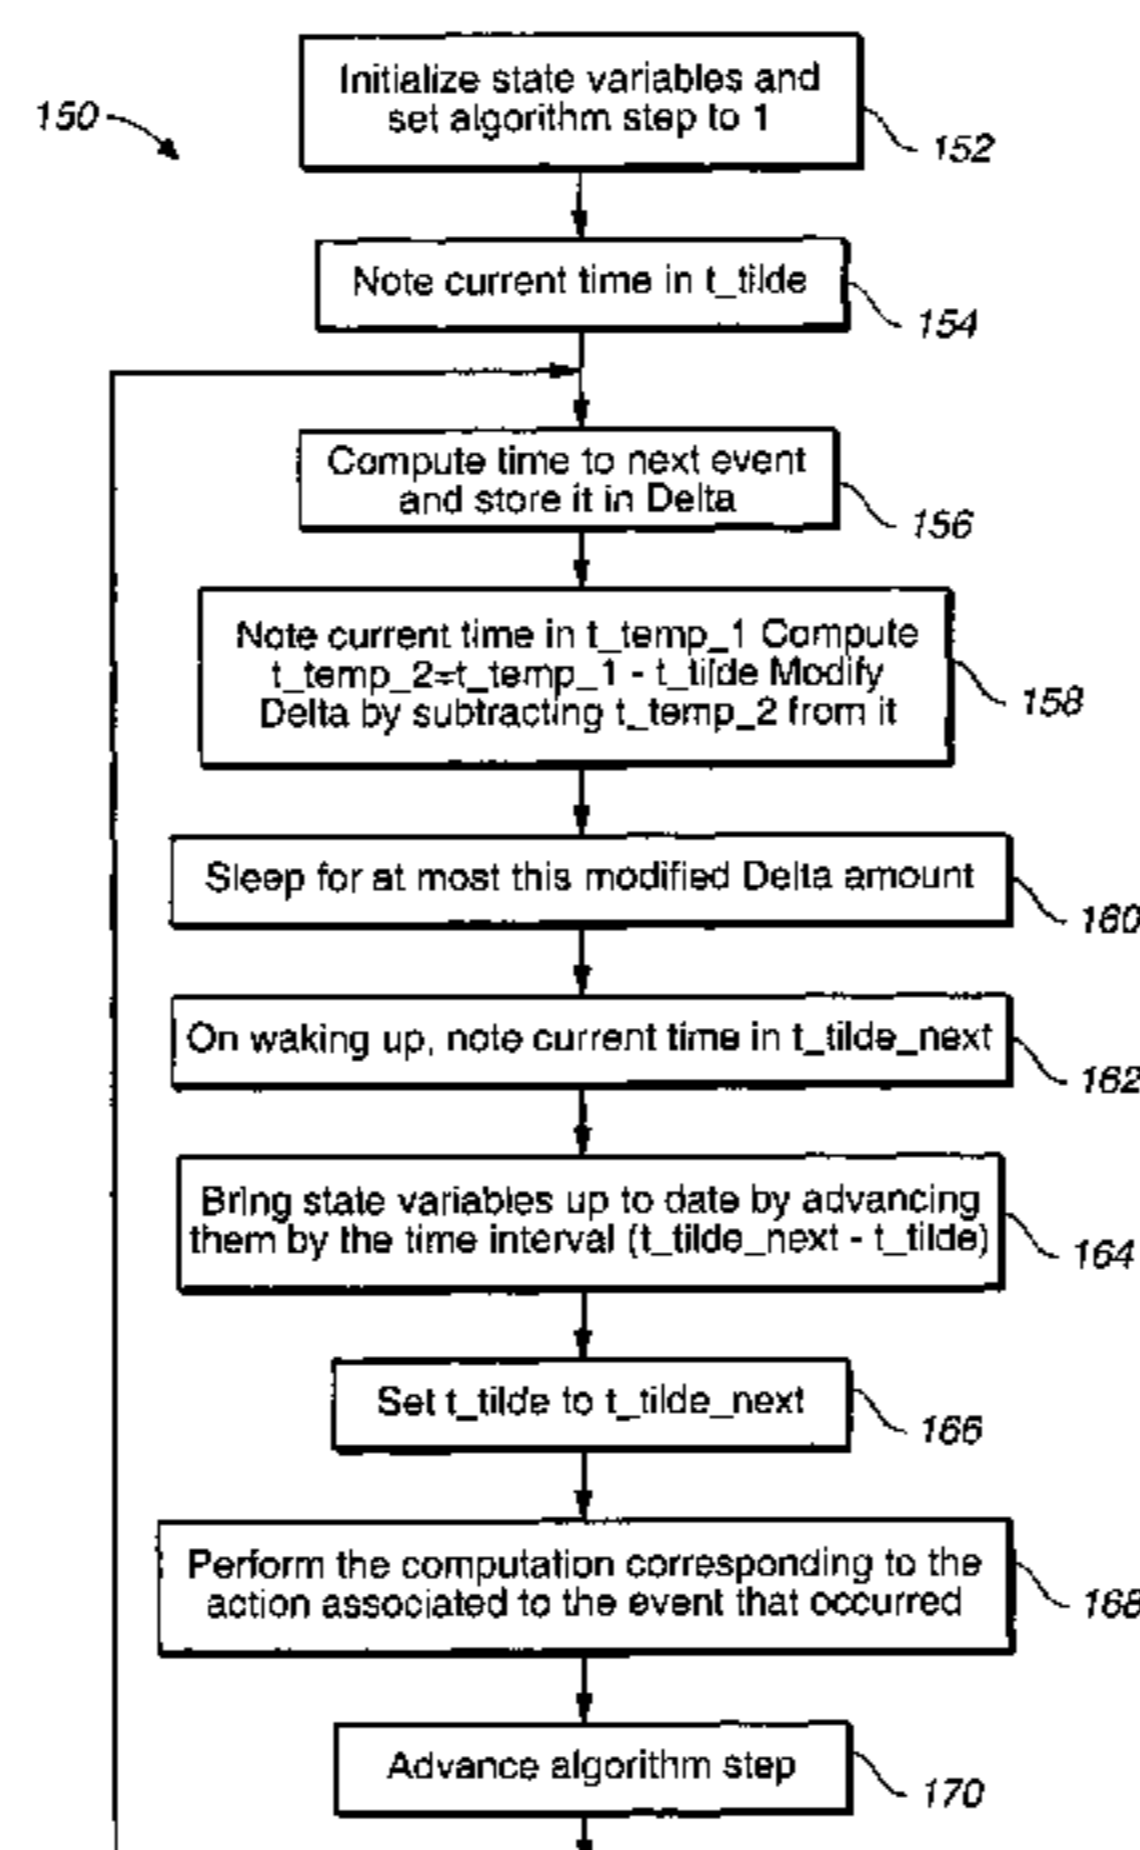 150
Initialize state variables and
set algorithm step to 1
152
Note current time in t_tilde
154
Compute time to next event
and store it in Delta
156
Note current time in t_temp_1 Compute
t_temp_2=t_temp_1 - t_tilde Modify
Delta by subtracting t_temp_2 from it
158
Sleep for at most this modified Delta amount
160
On waking up, note current time in t_tilde_next
162
Bring state variables up to date by advancing
them by the time interval (t_tilde_next - t_tilde)
164
Set t_tilde to t_tilde_next
166
Perform the computation corresponding to the
action associated to the event that occurred
168
Advance algorithm step
170